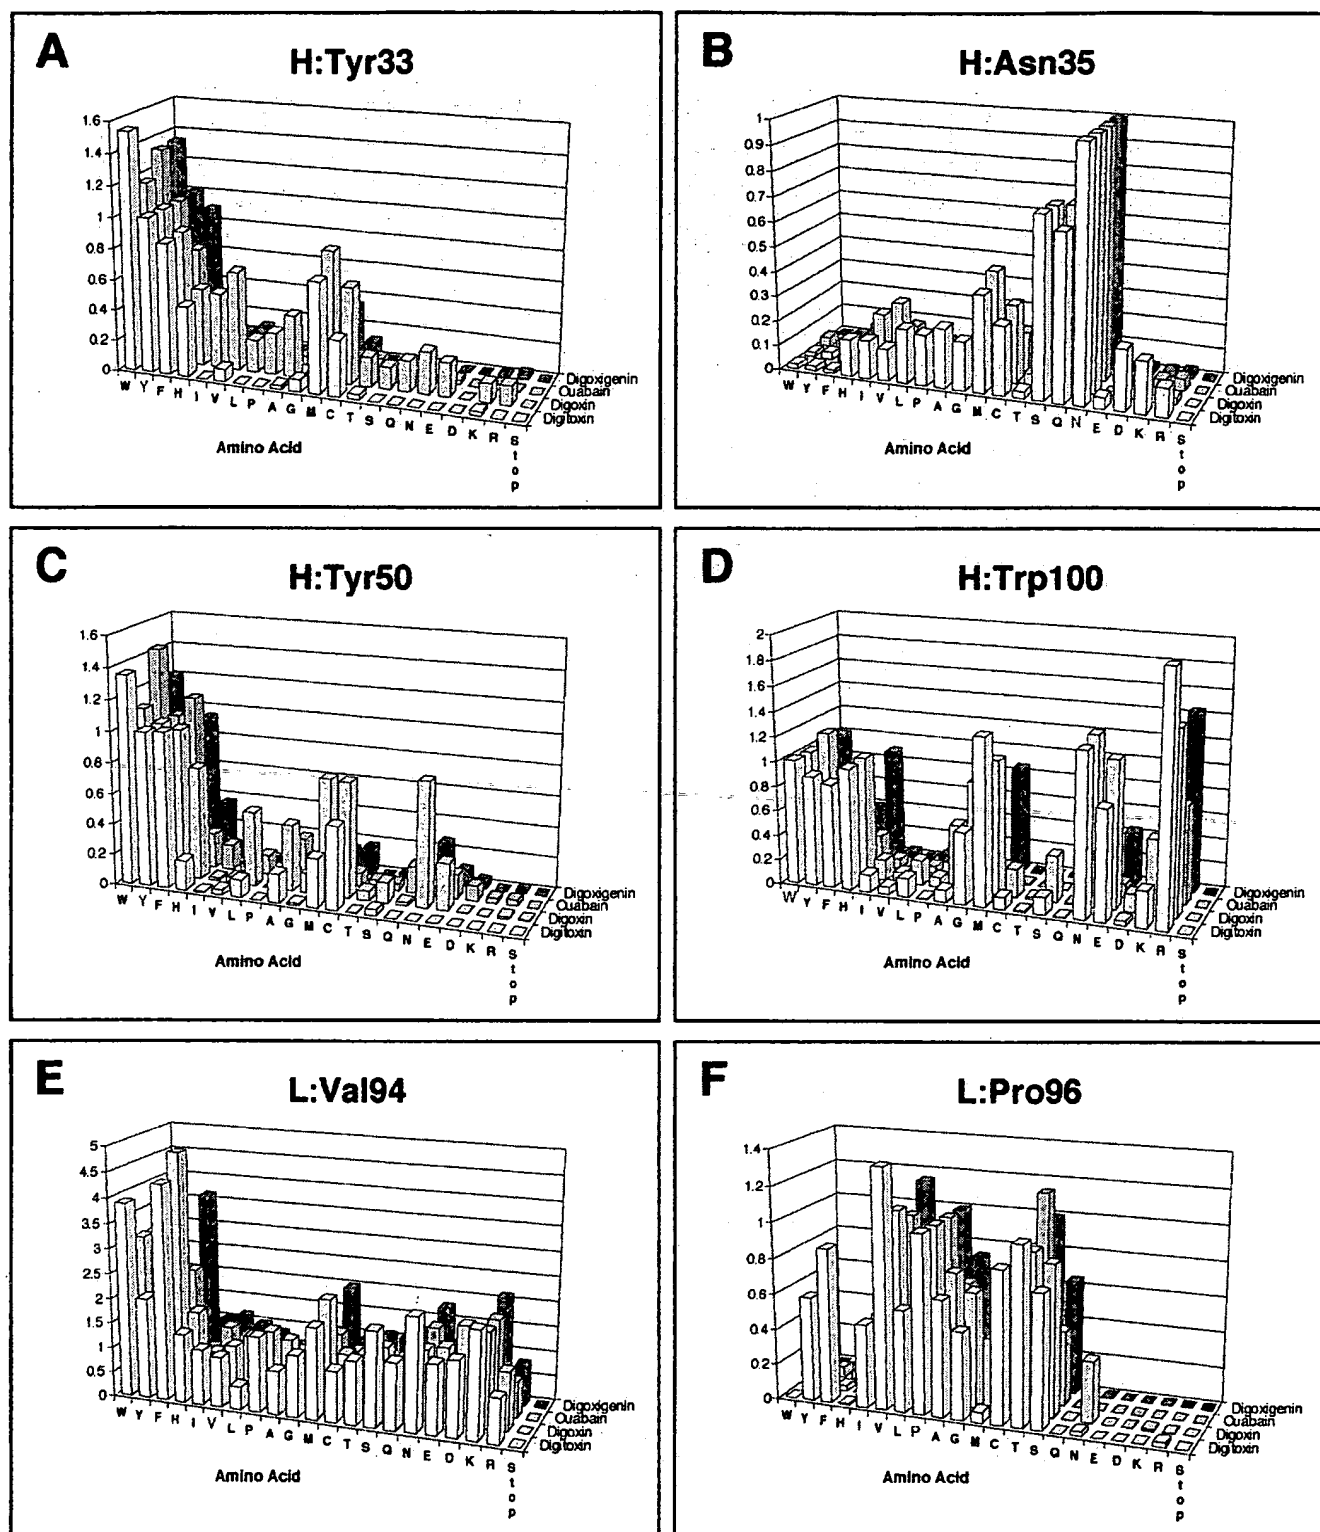 A
H:Tyr33
1.6
1.4
1.2
1
0.8
0.6
0.4
0.2
0
W Y F H I V L P A G M C T S Q N E D K R Stop
Digoxigenin
Ouabain
Digoxin
Digitoxin
Amino Acid
B
H:Asn35
1
0.9
0.8
0.7
0.6
0.5
0.4
0.3
0.2
0.1
0
W Y F H I V L P A G M C T S Q N E D K R Stop
Digoxigenin
Ouabain
Digoxin
Digitoxin
Amino Acid
C
H:Tyr50
1.6
1.4
1.2
1
0.8
0.6
0.4
0.2
0
W Y F H I V L P A G M C T S Q N E D K R Stop
Digoxigenin
Ouabain
Digoxin
Digitoxin
Amino Acid
D
H:Trp100
2
1.8
1.6
1.4
1.2
1
0.8
0.6
0.4
0.2
0
W Y F H I V L P A G M C T S Q N E D K R Stop
Digoxigenin
Ouabain
Digoxin
Digitoxin
Amino Acid
E
L:Val94
5
4.5
4
3.5
3
2.5
2
1.5
1
0.5
0
W Y F H I V L P A G M C T S Q N E D K R Stop
Digoxigenin
Ouabain
Digoxin
Digitoxin
Amino Acid
F
L:Pro96
1.4
1.2
1
0.8
0.6
0.4
0.2
0
W Y F H I V L P A G M C T S Q N E D K R Stop
Digoxigenin
Ouabain
Digoxin
Digitoxin
Amino Acid